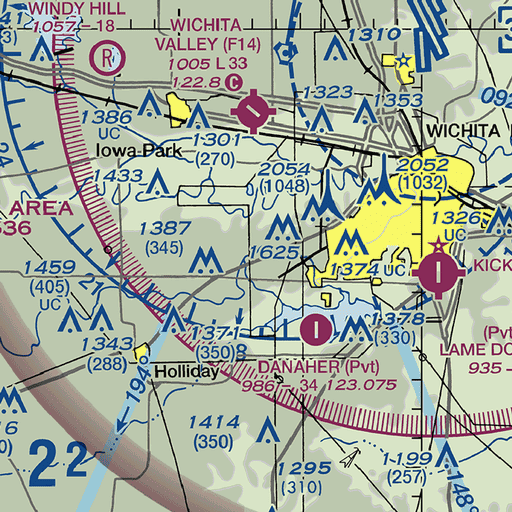 WINDY HILL
1057 - 18
R
WICHITA
VALLEY (F14)
1005 L 33
122.8 C
1310
1323
1353
092
1386
UC
1301
(270)
Iowa Park
WICHITA
2054
(1048)
2052
(1032)
1433
24
AREA
536
1387
(345)
1625
1326
UC
1374 UC
KICK
1459
(405)
UC
21
1343
(288)
1371
(350)
1378
(330)
(Pvt)
LAME DO
935 -
Holliday
DANAHER (Pvt)
986 - 34 123.075
194°
1414
(350)
22
1295
(310)
1199
(257)
148°